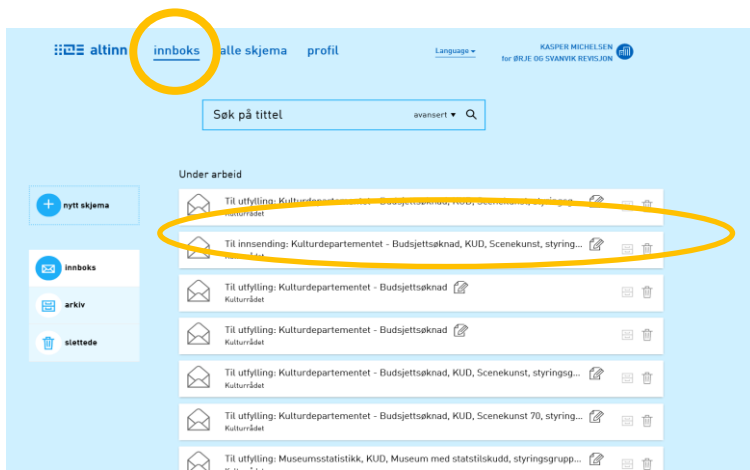 altinn innboks alle skjema profil
Language
KASPER MICHELSEN
for ØRJE OG SVANVIK REVISJON
Søk på tittel avansert
Under arbeid
nytt skjema
innboks
arkiv
slettede
Til utfylling: Kulturdepartementet - Budsjettsøknad, KUD, Scenekunst, styringsg...
Kulturrådet
Til innsending: Kulturdepartementet - Budsjettsøknad, KUD, Scenekunst, styring...
Kulturrådet
Til utfylling: Kulturdepartementet - Budsjettsøknad
Kulturrådet
Til utfylling: Kulturdepartementet - Budsjettsøknad
Kulturrådet
Til utfylling: Kulturdepartementet - Budsjettsøknad, KUD, Scenekunst, styringsg...
Kulturrådet
Til utfylling: Kulturdepartementet - Budsjettsøknad, KUD, Scenekunst 70, styring...
Kulturrådet
Til utfylling: Museumsstatistikk, KUD, Museum med statstilskudd, styringsgrupp...